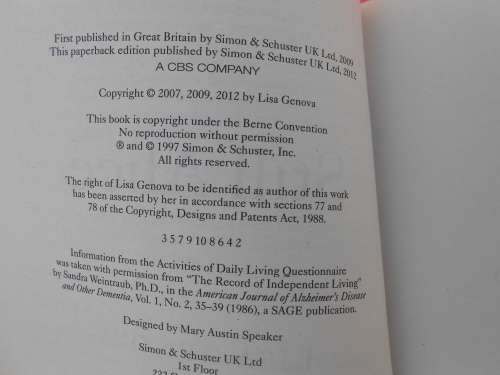 First published in Great Britain by Simon & Schuster UK Ltd, 2009
This paperback edition published by Simon & Schuster UK Ltd, 2012
A CBS COMPANY
Copyright © 2007, 2009, 2012 by Lisa Genova
This book is copyright under the Berne Convention
No reproduction without permission
® and © 1997 Simon & Schuster, Inc.
All rights reserved.
The right of Lisa Genova to be identified as author of this work
has been asserted by her in accordance with sections 77 and
78 of the Copyright, Designs and Patents Act, 1988.
3 5 7 9 10 8 6 4 2
Information from the Activities of Daily Living Questionnaire
was taken with permission from “The Record of Independent Living”
by Sandra Weintraub, Ph.D., in the American Journal of Alzheimer's Disease
and Other Dementia, Vol. 1, No. 2, 35–39 (1986), a SAGE publication.
Designed by Mary Austin Speaker
Simon & Schuster UK Ltd
1st Floor